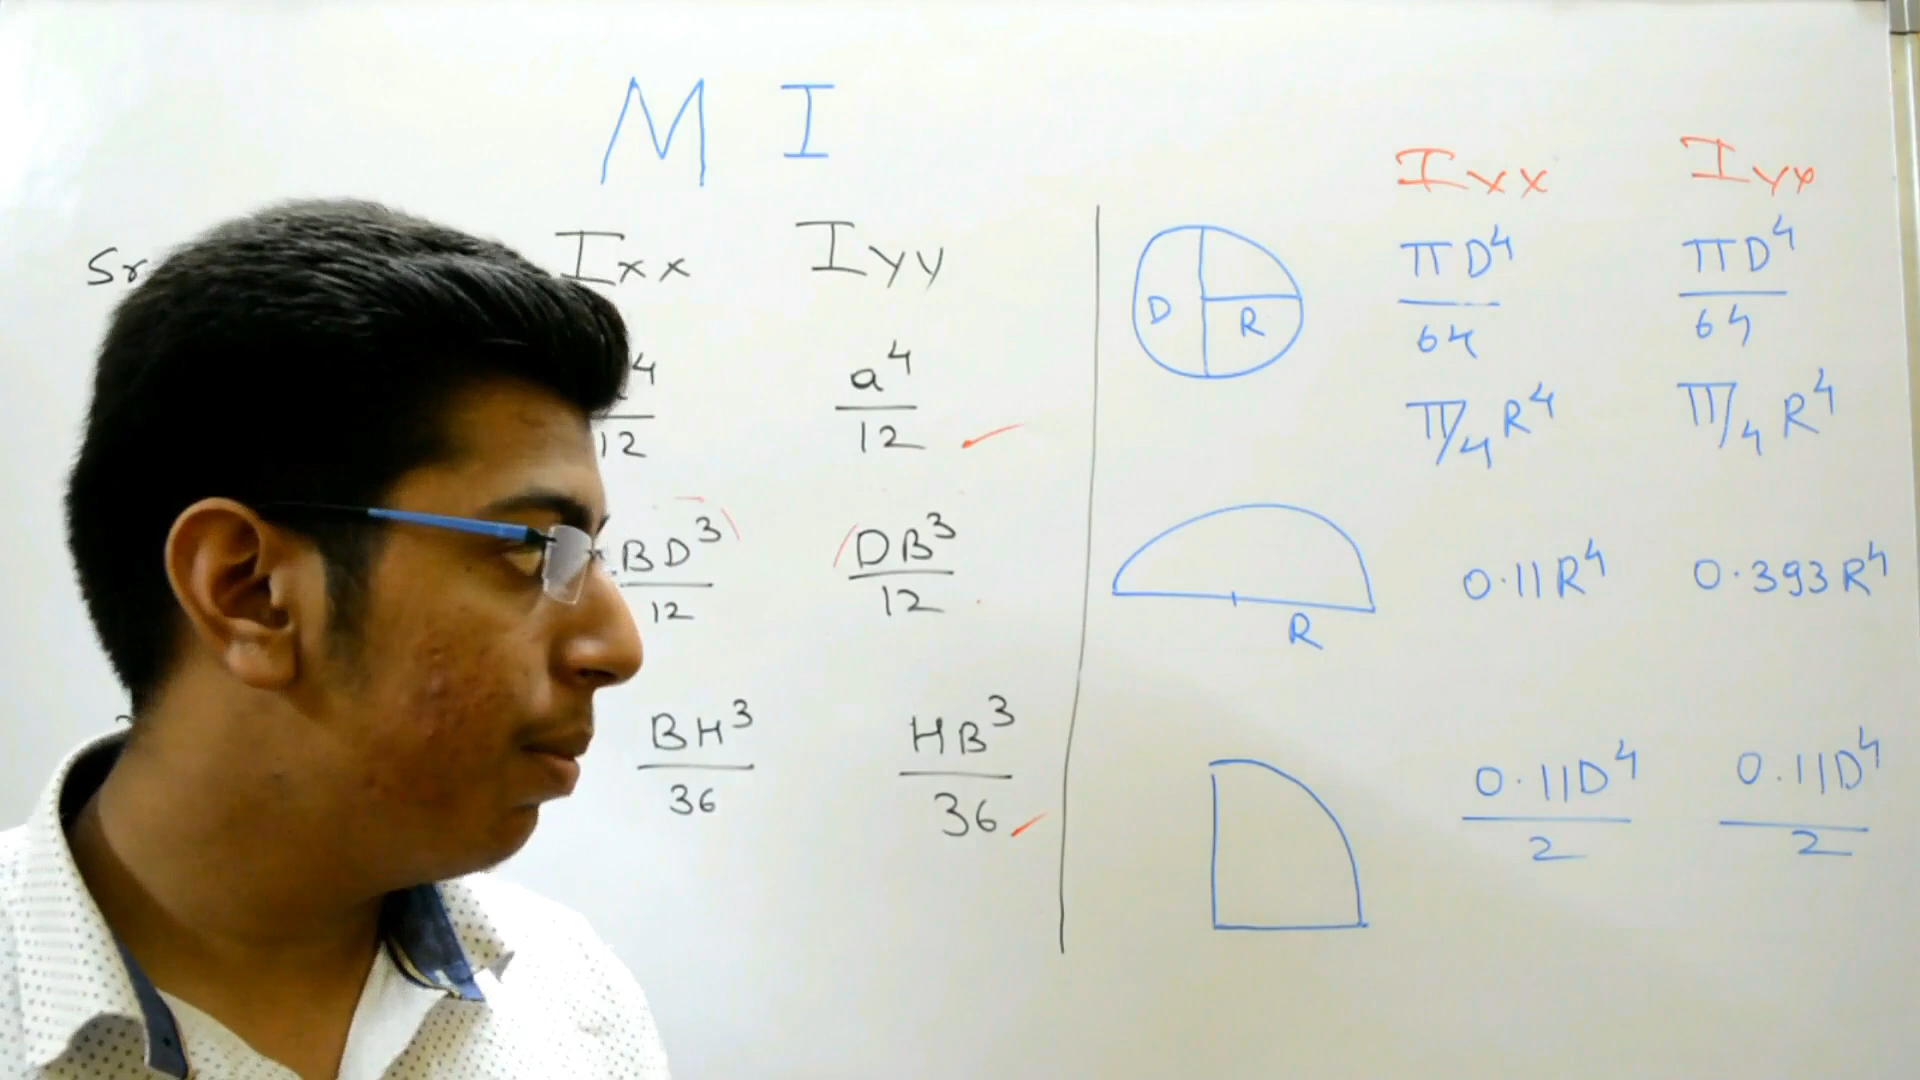 M I
Ixx Iyy
a⁴
12 12
BD³ DB³
12 12
BH³ HB³
36 36
Ixx Iyy
D R
πD⁴ πD⁴
64 64
π/4 R⁴ π/4 R⁴
R
0.11R⁴ 0.393R⁴
0.11D⁴ 0.11D⁴
2 2